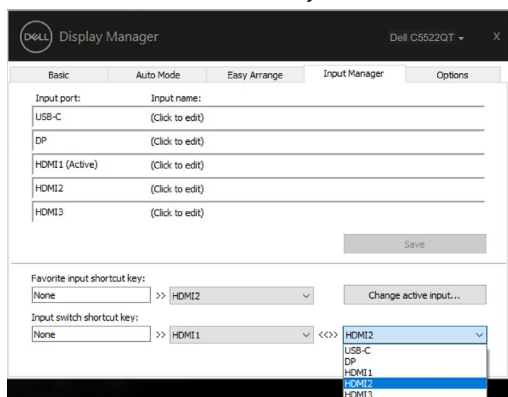 DELL Display Manager Dell C5522QT X
Basic Auto Mode Easy Arrange Input Manager Options
Input port: Input name:
USB-C (Click to edit)
DP (Click to edit)
HDMI1 (Active) (Click to edit)
HDMI2 (Click to edit)
HDMI3 (Click to edit)
Save
Favorite input shortcut key:
None >> HDMI2 Change active input...
Input switch shortcut key:
None >> HDMI1 <<>> HDMI2
USB-C
DP
HDMI1
HDMI2
HDMI3